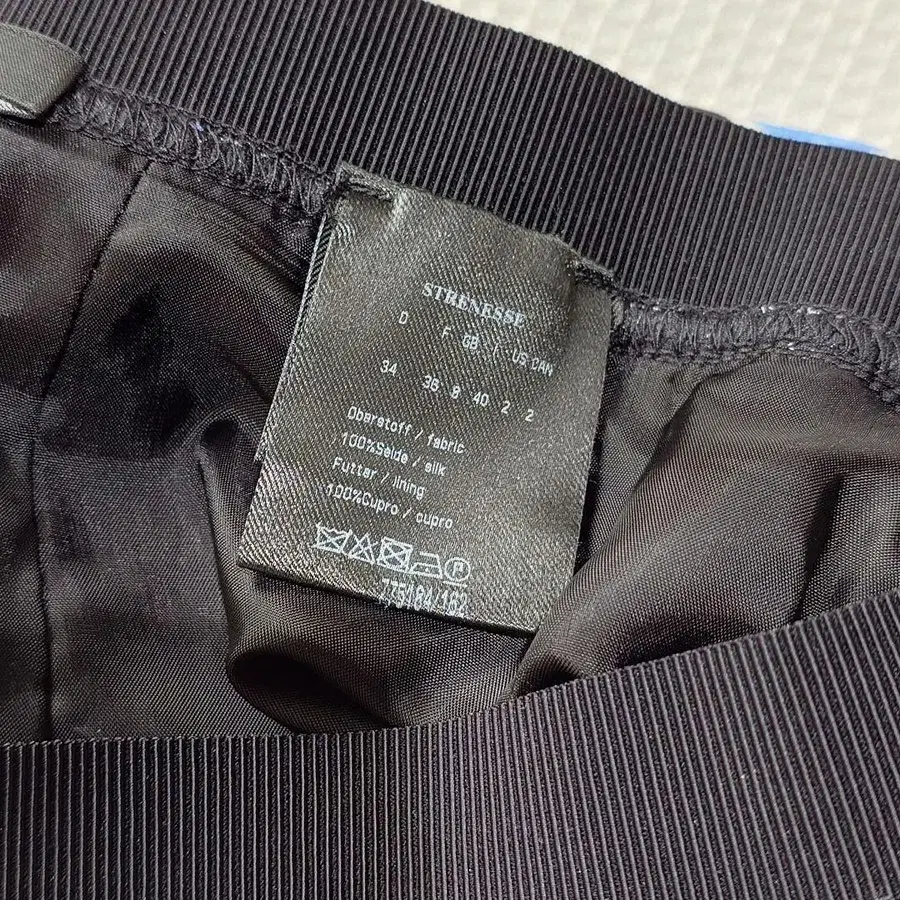 STRENESSE
D F GB I US CAN
34 36 8 40 2 2
Oberstoff / fabric
100%Seide / silk
Futter / lining
100%Cupro / cupro
P
775184/162